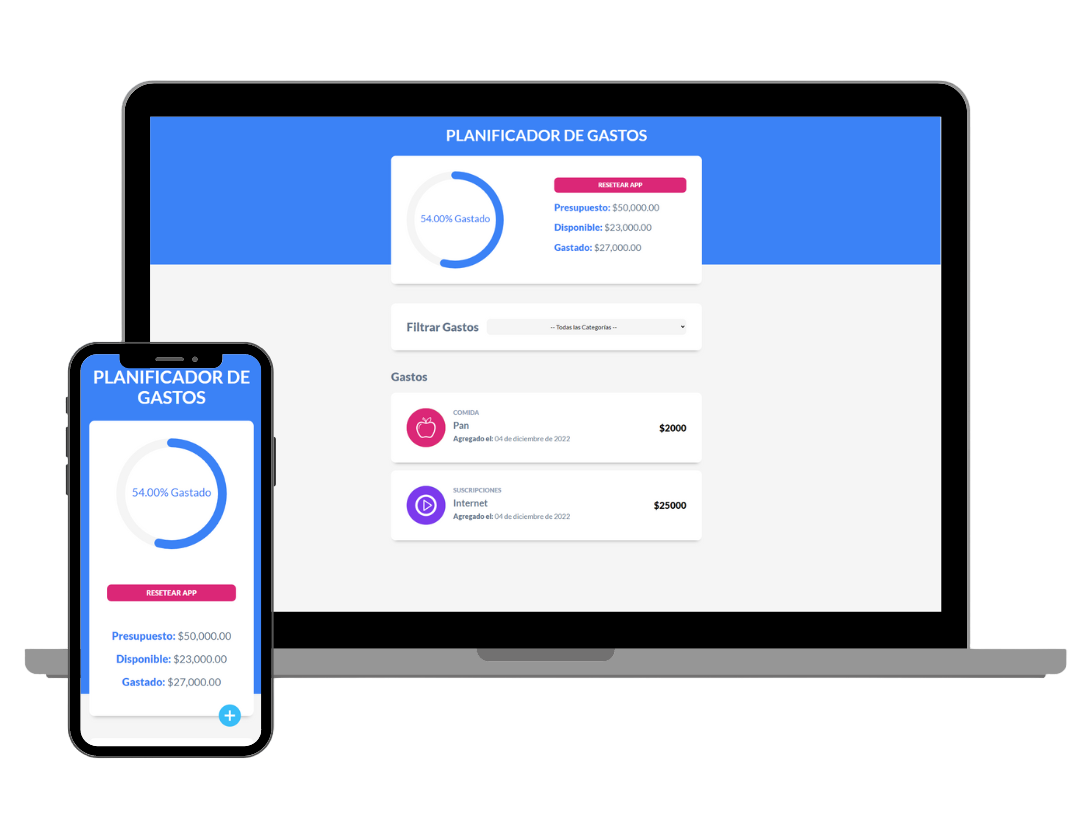 PLANIFICADOR DE GASTOS
54.00% Gastado
RESETEAR APP
Presupuesto: $50,000.00
Disponible: $23,000.00
Gastado: $27,000.00
Filtrar Gastos
-- Todas las Categorías --
Gastos
COMIDA
Pan
Agregado el: 04 de diciembre de 2022
$2000
SUSCRIPCIONES
Internet
Agregado el: 04 de diciembre de 2022
$25000
PLANIFICADOR DE
GASTOS
54.00% Gastado
RESETEAR APP
Presupuesto: $50,000.00
Disponible: $23,000.00
Gastado: $27,000.00